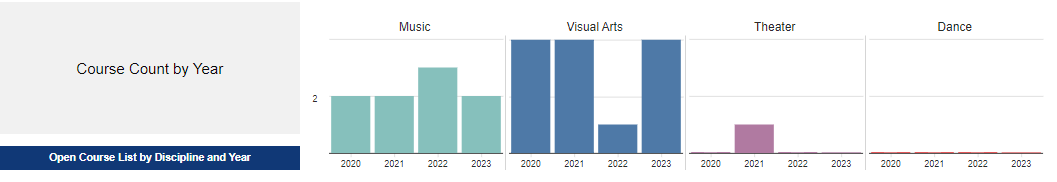 Music Visual Arts Theater Dance
Course Count by Year
2
Open Course List by Discipline and Year
2020 2021 2022 2023 2020 2021 2022 2023 2020 2021 2022 2023 2020 2021 2022 2023